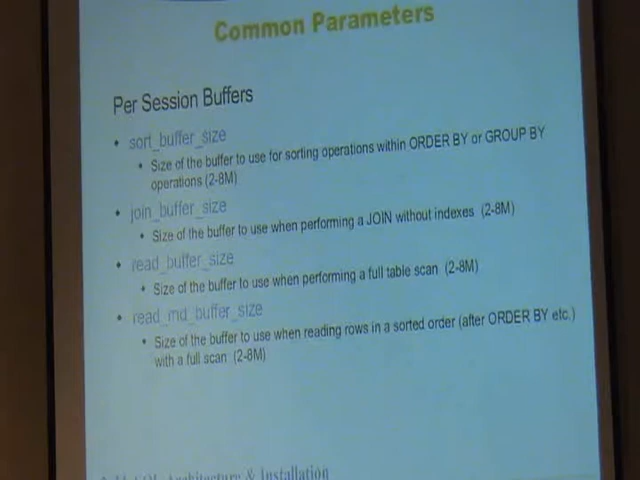 Common Parameters
Per Session Buffers
• sort_buffer_size
• Size of the buffer to use for sorting operations within ORDER BY or GROUP BY
operations (2-8M)
• join_buffer_size
• Size of the buffer to use when performing a JOIN without indexes (2-8M)
• read_buffer_size
• Size of the buffer to use when performing a full table scan (2-8M)
• read_rnd_buffer_size
• Size of the buffer to use when reading rows in a sorted order (after ORDER BY etc.)
with a full scan (2-8M)
Architecture & Installation